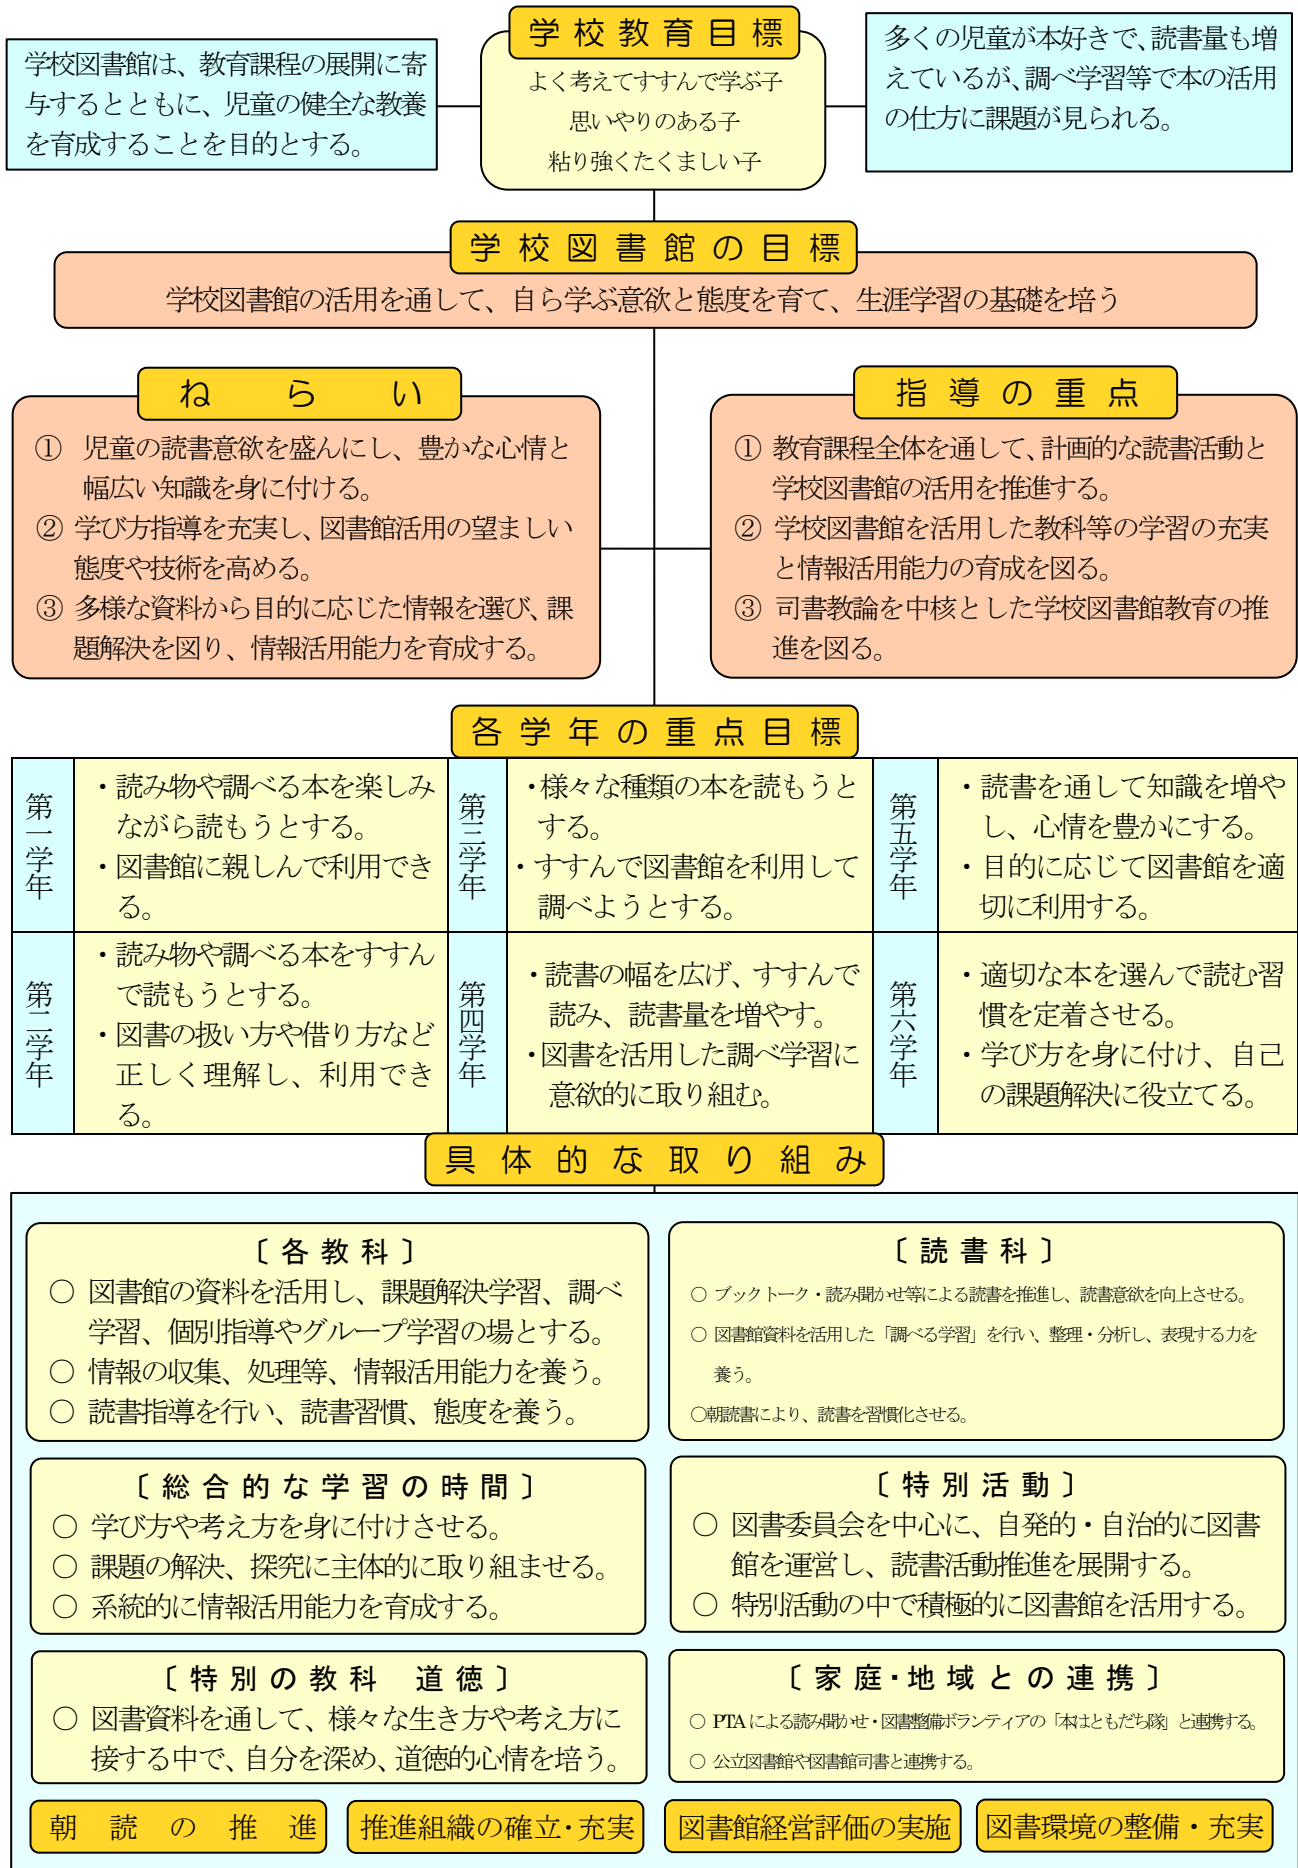 学校教育目標
よく考えてすすんで学ぶ子
思いやりのある子
粘り強くたくましい子
学校図書館は、教育課程の展開に寄
与するとともに、児童の健全な教養
を育成することを目的とする。
多くの児童が本好きで、読書量も増
えているが、調べ学習等で本の活用
の仕方に課題が見られる。
学校図書館の目標
学校図書館の活用を通して、自ら学ぶ意欲と態度を育て、生涯学習の基礎を培う
ねらい
① 児童の読書意欲を盛んにし、豊かな心情と
幅広い知識を身に付ける。
② 学び方指導を充実し、図書館活用の望ましい
態度や技術を高める。
③ 多様な資料から目的に応じた情報を選び、課
題解決を図り、情報活用能力を育成する。
指導の重点
① 教育課程全体を通して、計画的な読書活動と
学校図書館の活用を推進する。
② 学校図書館を活用した教科等の学習の充実
と情報活用能力の育成を図る。
③ 司書教諭を中核とした学校図書館教育の推
進を図る。
各学年の重点目標
第一学年
・読み物や調べる本を楽しみ
ながら読もうとする。
・図書館に親しんで利用でき
る。
第三学年
・様々な種類の本を読もうと
する。
・すすんで図書館を利用して
調べようとする。
第五学年
・読書を通して知識を増や
し、心情を豊かにする。
・目的に応じて図書館を適
切に利用する。
第二学年
・読み物や調べる本をすすん
で読もうとする。
・図書の扱い方や借り方など
正しく理解し、利用でき
る。
第四学年
・読書の幅を広げ、すすんで
読み、読書量を増やす。
・図書を活用した調べ学習に
意欲的に取り組む。
第六学年
・適切な本を選んで読む習
慣を定着させる。
・学び方を身に付け、自己
の課題解決に役立てる。
具体的な取り組み
〔各教科〕
○ 図書館の資料を活用し、課題解決学習、調べ
学習、個別指導やグループ学習の場とする。
○ 情報の収集、処理等、情報活用能力を養う。
○ 読書指導を行い、読書習慣、態度を養う。
〔読書科〕
○ ブックトーク・読み聞かせ等による読書を推進し、読書意欲を向上させる。
○ 図書館資料を活用した「調べる学習」を行い、整理・分析し、表現する力を
養う。
○朝読書により、読書を習慣化させる。
〔総合的な学習の時間〕
○ 学び方や考え方を身に付けさせる。
○ 課題の解決、探究に主体的に取り組ませる。
○ 系統的に情報活用能力を育成する。
〔特別活動〕
○ 図書委員会を中心に、自発的・自治的に図書
館を運営し、読書活動推進を展開する。
○ 特別活動の中で積極的に図書館を活用する。
〔特別の教科 道徳〕
○ 図書資料を通して、様々な生き方や考え方に
接する中で、自分を深め、道徳的心情を培う。
〔家庭・地域との連携〕
○ PTAによる読み聞かせ・図書整備ボランティアの「本はともだち隊」と連携する。
○ 公立図書館や図書館司書と連携する。
朝読の推進
推進組織の確立・充実
図書館経営評価の実施
図書環境の整備・充実